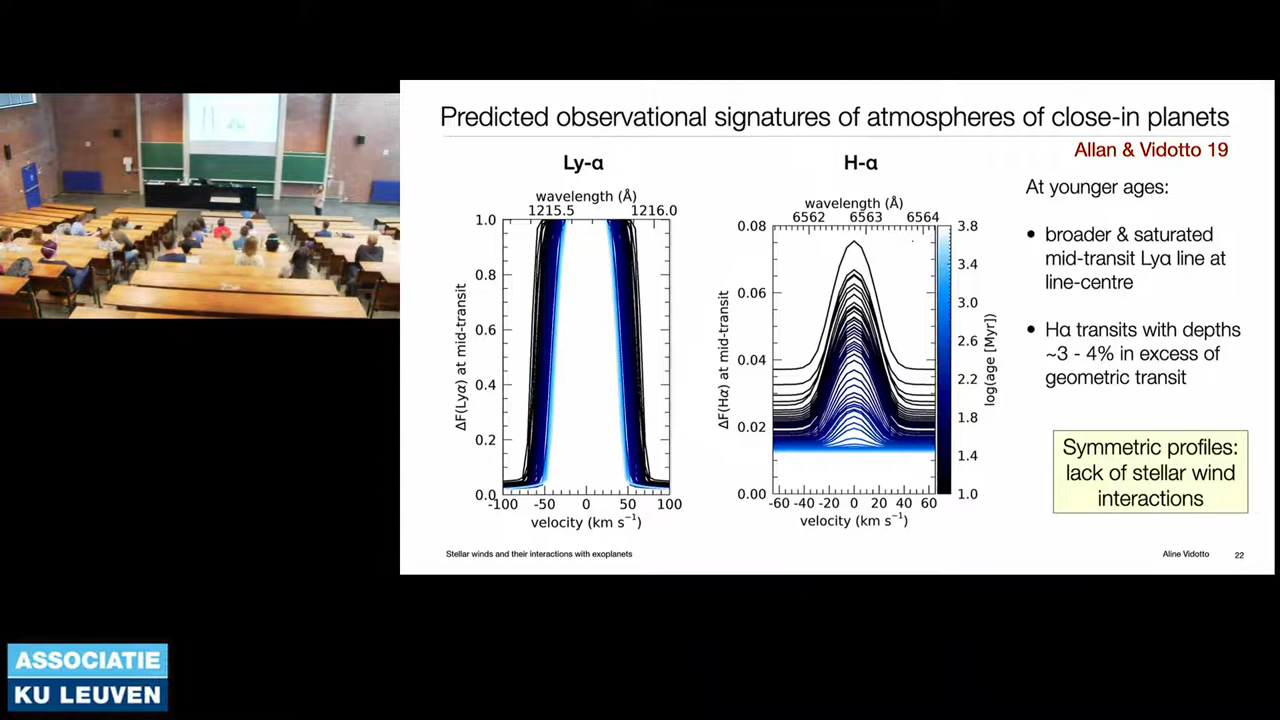 Predicted observational signatures of atmospheres of close-in planets
Allan & Vidotto 19
Ly-α
wavelength (Å)
1215.5 1216.0
1.0
0.8
0.6
0.4
0.2
0.0
ΔF(Lyα) at mid-transit
-100 -50 0 50 100
velocity (km s⁻¹)
H-α
wavelength (Å)
6562 6563 6564
0.08
0.06
0.04
0.02
0.00
ΔF(Hα) at mid-transit
-60 -40 -20 0 20 40 60
velocity (km s⁻¹)
3.8
3.4
3.0
2.6
2.2
1.8
1.4
1.0
log(age [Myr])
At younger ages:
• broader & saturated
mid-transit Lyα line at
line-centre
• Hα transits with depths
~3 - 4% in excess of
geometric transit
Symmetric profiles:
lack of stellar wind
interactions
Stellar winds and their interactions with exoplanets
Aline Vidotto 22
ASSOCIATIE
KU LEUVEN